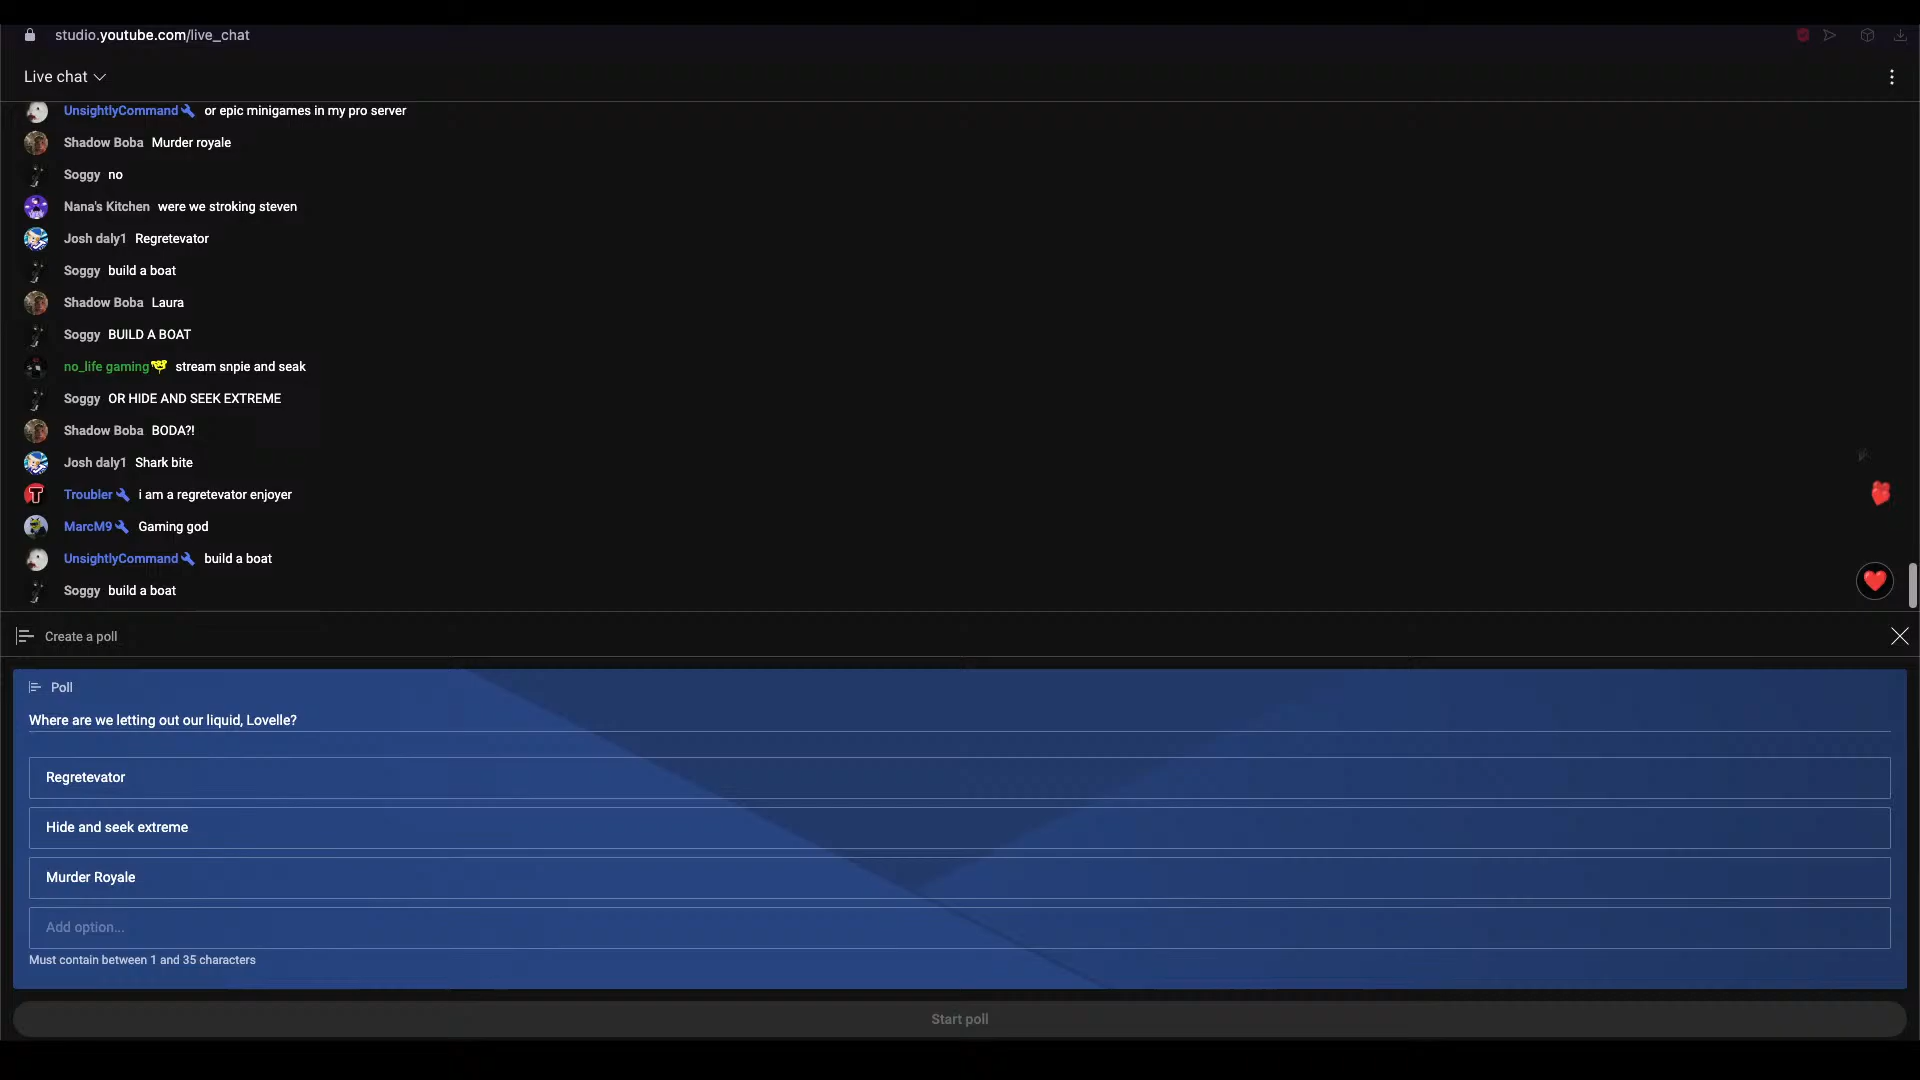 studio.youtube.com/live_chat
Live chat
UnsightlyCommand or epic minigames in my pro server
Shadow Boba Murder royale
Soggy no
Nana's Kitchen were we stroking steven
Josh daly1 Regretevator
Soggy build a boat
Shadow Boba Laura
Soggy BUILD A BOAT
no_life gaming stream snpie and seak
Soggy OR HIDE AND SEEK EXTREME
Shadow Boba BODA?!
Josh daly1 Shark bite
Troubler i am a regretevator enjoyer
MarcM9 Gaming god
UnsightlyCommand build a boat
Soggy build a boat
Create a poll
Poll
Where are we letting out our liquid, Lovelle?
Regretevator
Hide and seek extreme
Murder Royale
Add option...
Must contain between 1 and 35 characters
Start poll